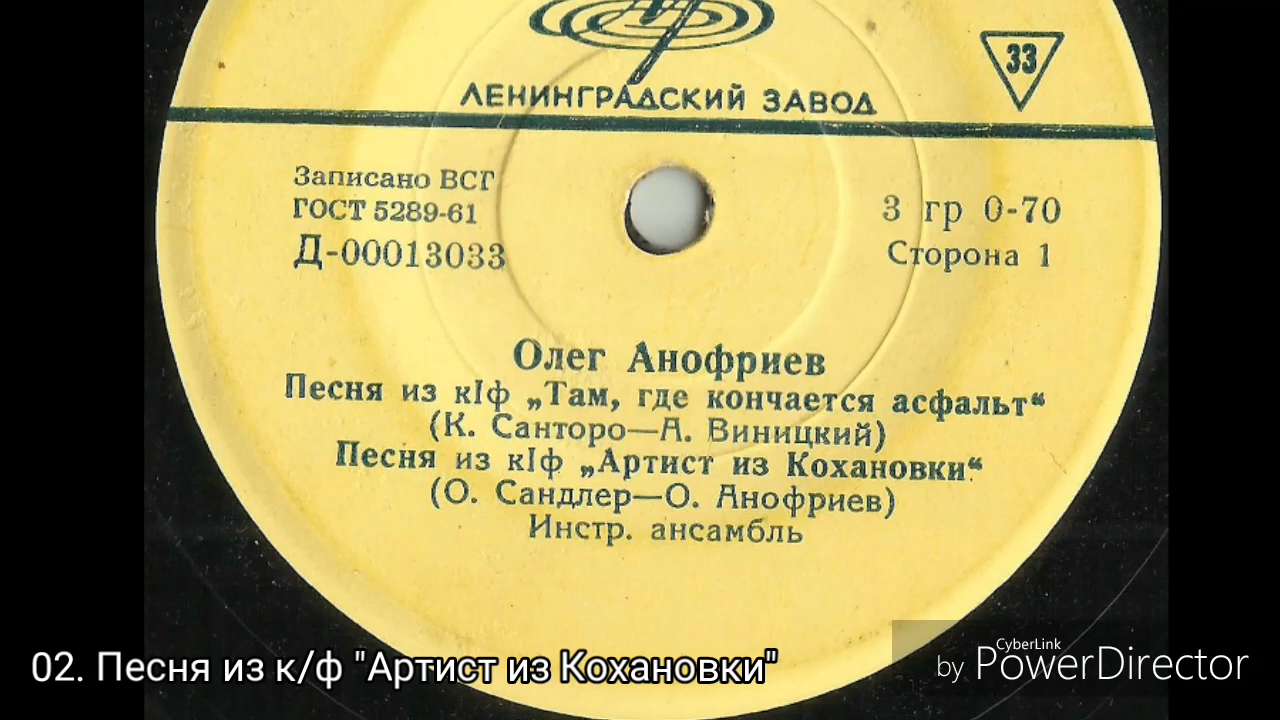 ЛЕНИНГРАДСКИЙ ЗАВОД
33
Записано ВСГ
ГОСТ 5289-61
Д-00013033
3 гр 0-70
Сторона 1
Олег Анофриев
Песня из к/ф „Там, где кончается асфальт“
(К. Санторо—А. Виницкий)
Песня из к/ф „Артист из Кохановки“
(О. Сандлер—О. Анофриев)
Инстр. ансамбль
02. Песня из к/ф "Артист из Кохановки"
CyberLink
by PowerDirector